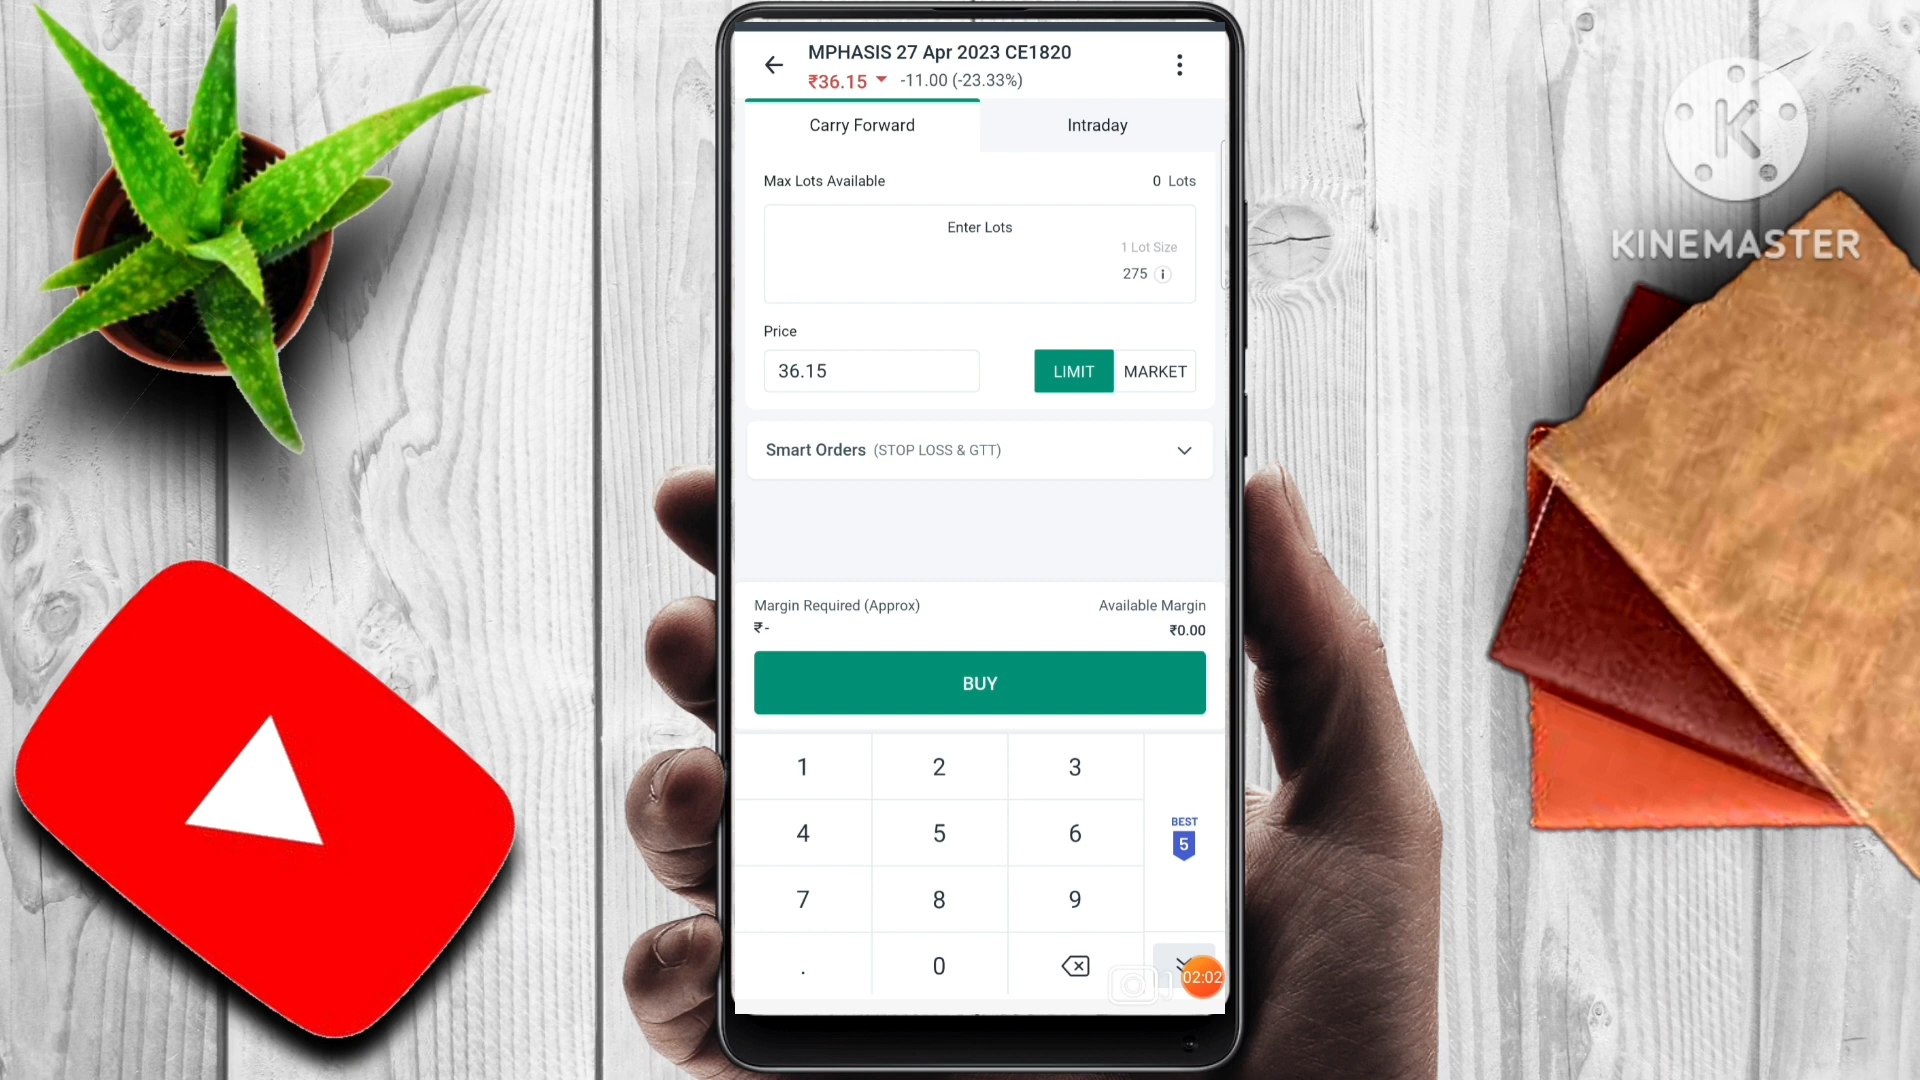 MPHASIS 27 Apr 2023 CE1820
₹36.15 -11.00 (-23.33%)
Carry Forward Intraday
Max Lots Available 0 Lots
Enter Lots
1 Lot Size
275 i
Price
36.15 LIMIT MARKET
Smart Orders (STOP LOSS & GTT)
Margin Required (Approx) Available Margin
₹- ₹0.00
BUY
1 2 3
4 5 6
BEST
5
7 8 9
. 0
02:02
K
KINEMASTER